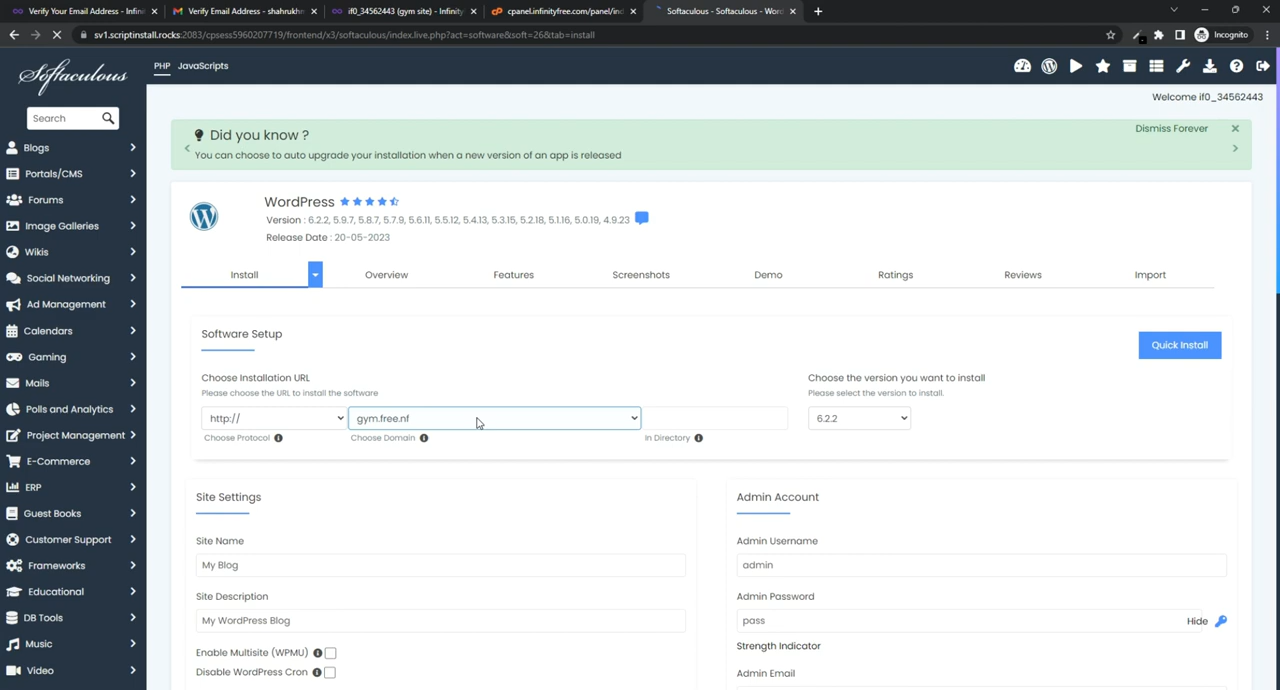 Verify Your Email Address - Infini
Verify Email Address - shahrukhn
if0_34562443 (gym site) - Infinity
cpanel.infinityfree.com/panel/ind
Softaculous - Softaculous - Wor
sv1.scriptinstall.rocks:2083/cpsess5960207719/frontend/x3/softaculous/index.live.php?act=software&soft=26&tab=install
Incognito
Softaculous
PHP JavaScripts
Welcome if0_34562443
Search
Blogs
Portals/CMS
Forums
Image Galleries
Wikis
Social Networking
Ad Management
Calendars
Gaming
Mails
Polls and Analytics
Project Management
E-Commerce
ERP
Guest Books
Customer Support
Frameworks
Educational
DB Tools
Music
Video
Did you know ?
Dismiss Forever
You can choose to auto upgrade your installation when a new version of an app is released
WordPress
Version : 6.2.2, 5.9.7, 5.8.7, 5.7.9, 5.6.11, 5.5.12, 5.4.13, 5.3.15, 5.2.18, 5.1.16, 5.0.19, 4.9.23
Release Date : 20-05-2023
Install Overview Features Screenshots Demo Ratings Reviews Import
Software Setup
Quick Install
Choose Installation URL
Please choose the URL to install the software
http:// gym.free.nf
Choose Protocol Choose Domain In Directory
Choose the version you want to install
Please select the version to install.
6.2.2
Site Settings
Site Name
My Blog
Site Description
My WordPress Blog
Enable Multisite (WPMU)
Disable WordPress Cron
Admin Account
Admin Username
admin
Admin Password
pass
Hide
Strength Indicator
Admin Email